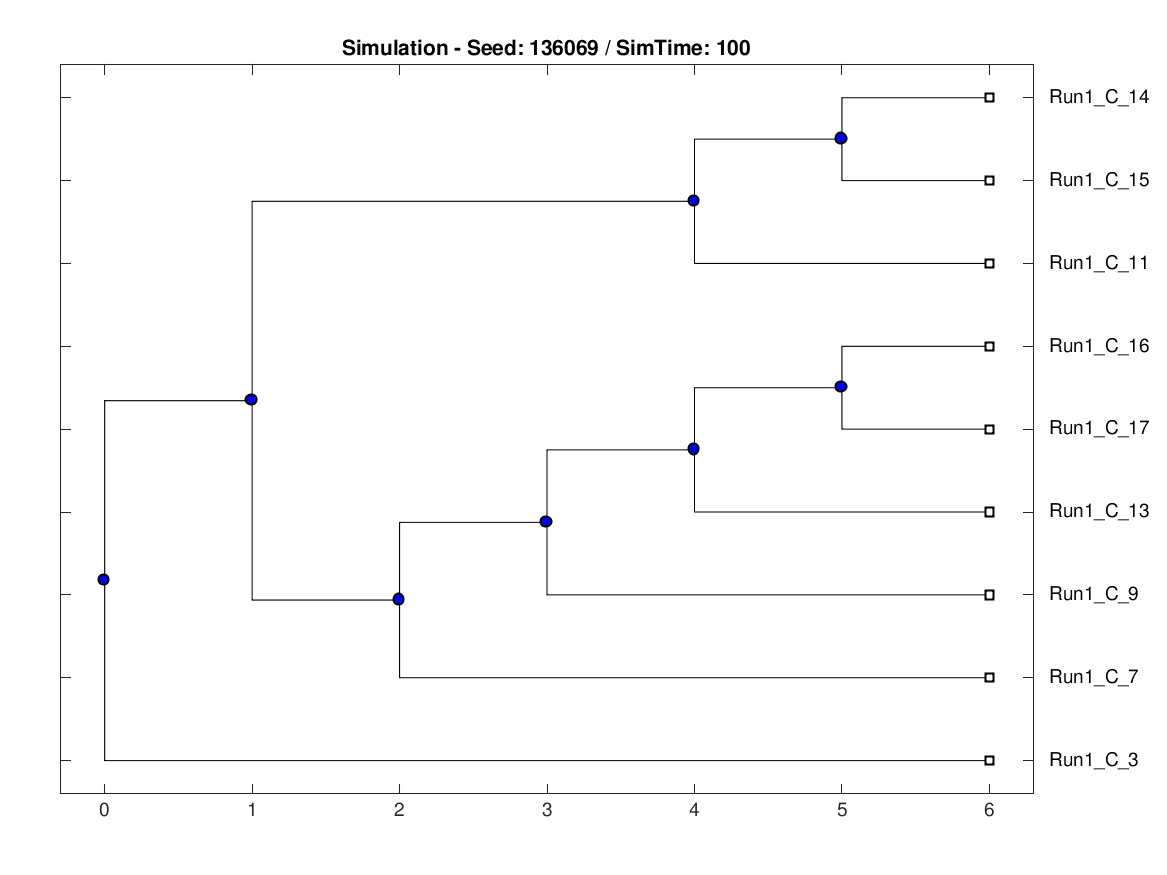 Simulation - Seed: 136069 / SimTime: 100
Run1_C_14
Run1_C_15
Run1_C_11
Run1_C_16
Run1_C_17
Run1_C_13
Run1_C_9
Run1_C_7
Run1_C_3
0 1 2 3 4 5 6